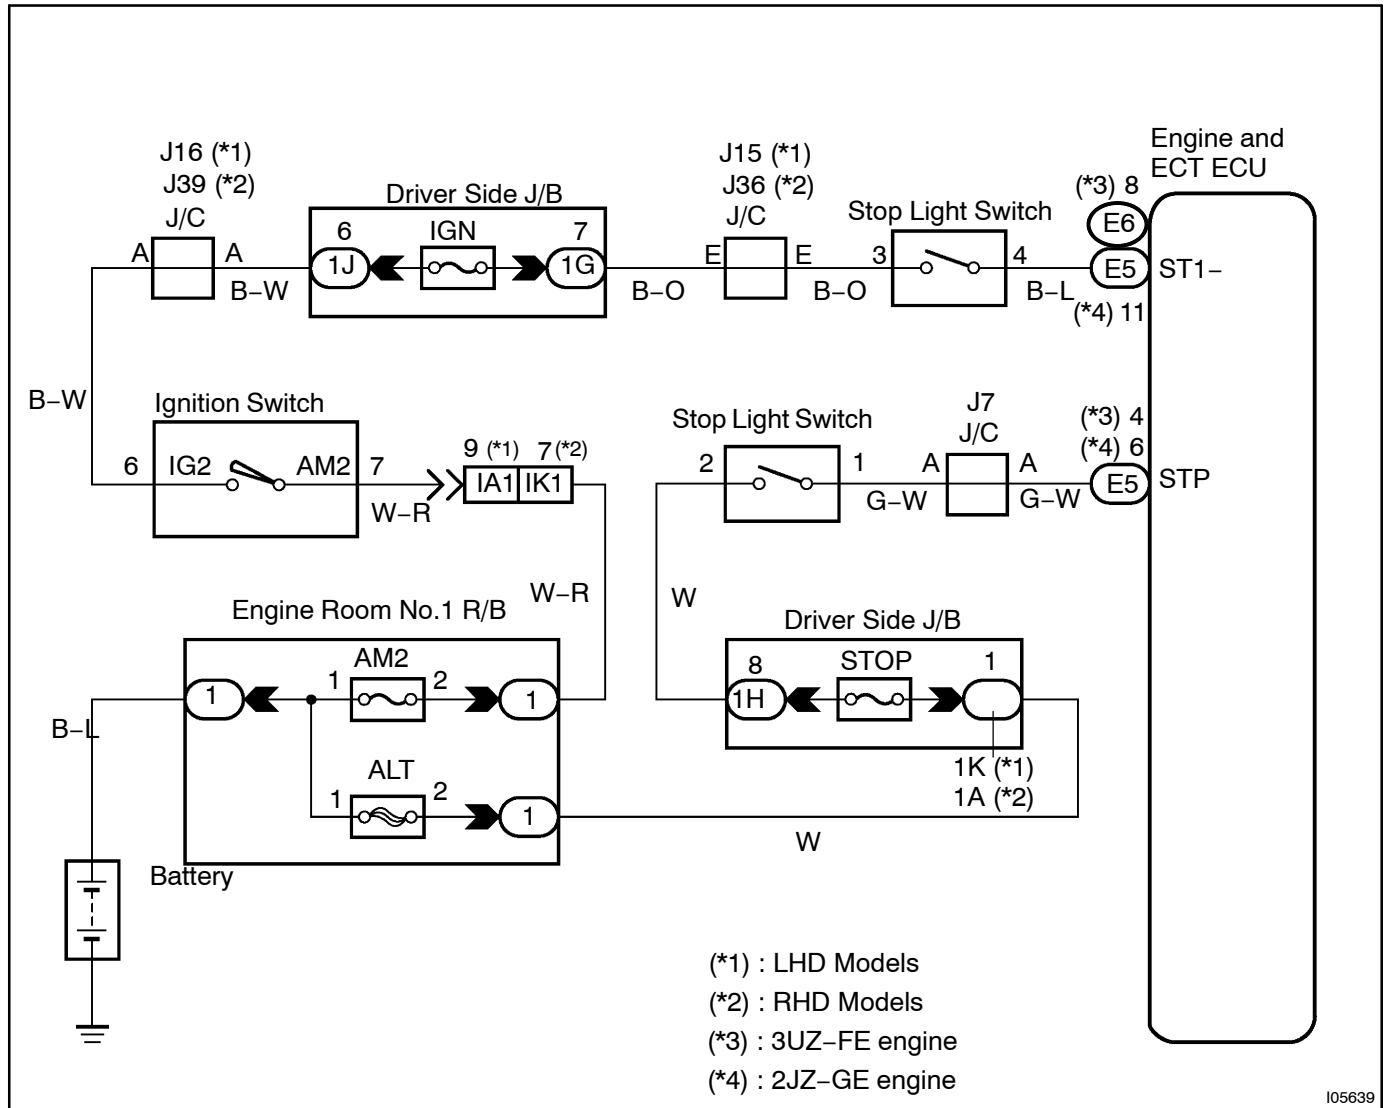 Engine and
ECT ECU
J16 (*1)
J39 (*2)
J/C
A A
B–W
Driver Side J/B
6 IGN 7
1J 1G
B–O
J15 (*1)
J36 (*2)
J/C
E E
B–O
Stop Light Switch
3 4
B–L
(*3) 8
E6
E5 ST1–
(*4) 11
B–W
Ignition Switch
6 IG2 AM2 7
W–R
9 (*1) 7 (*2)
IA1 IK1
W–R
Stop Light Switch
2 1
G–W
J7
J/C
A A
G–W
(*3) 4
(*4) 6
E5 STP
W
Engine Room No.1 R/B
AM2
1 1 2 1
ALT
1 2 1
B–L
Battery
Driver Side J/B
8 STOP 1
1H
1K (*1)
1A (*2)
W
(*1) : LHD Models
(*2) : RHD Models
(*3) : 3UZ–FE engine
(*4) : 2JZ–GE engine
I05639